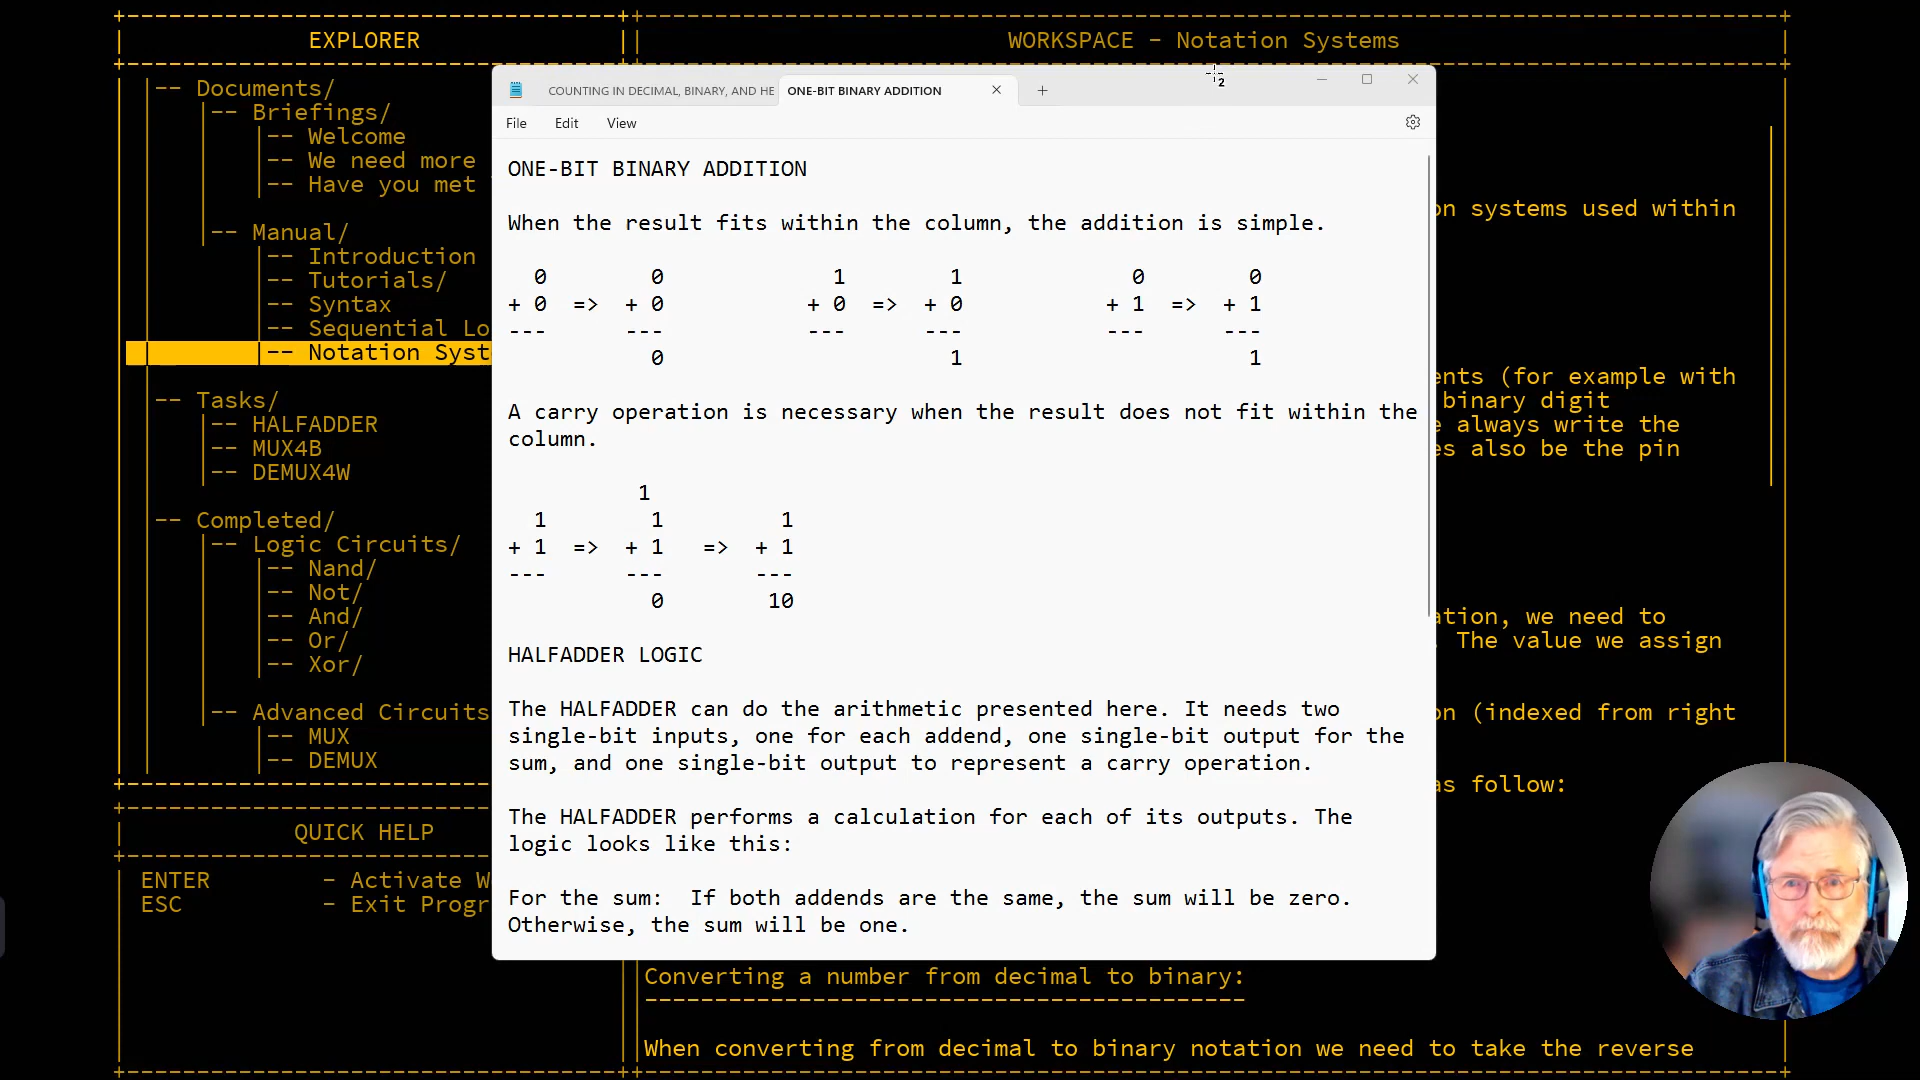 EXPLORER
-- Documents/
-- Briefings/
-- Welcome
-- We need more
-- Have you met
-- Manual/
-- Introduction
-- Tutorials/
-- Syntax
-- Sequential Lo
-- Notation Syst
-- Tasks/
-- HALFADDER
-- MUX4B
-- DEMUX4W
-- Completed/
-- Logic Circuits/
-- Nand/
-- Not/
-- And/
-- Or/
-- Xor/
-- Advanced Circuits
-- MUX
-- DEMUX
QUICK HELP
ENTER - Activate W
ESC - Exit Progr
WORKSPACE - Notation Systems
COUNTING IN DECIMAL, BINARY, AND HE
ONE-BIT BINARY ADDITION
File Edit View
ONE-BIT BINARY ADDITION
When the result fits within the column, the addition is simple.
0 0 1 1 0 0
+ 0 => + 0 + 0 => + 0 + 1 => + 1
--- --- --- --- --- ---
0 1 1
A carry operation is necessary when the result does not fit within the
column.
1
1 1 1
+ 1 => + 1 => + 1
--- --- ---
0 10
HALFADDER LOGIC
The HALFADDER can do the arithmetic presented here. It needs two
single-bit inputs, one for each addend, one single-bit output for the
sum, and one single-bit output to represent a carry operation.
The HALFADDER performs a calculation for each of its outputs. The
logic looks like this:
For the sum: If both addends are the same, the sum will be zero.
Otherwise, the sum will be one.
on systems used within
ents (for example with
binary digit
e always write the
es also be the pin
ation, we need to
. The value we assign
on (indexed from right
as follow:
Converting a number from decimal to binary:
-------------------------------------------
When converting from decimal to binary notation we need to take the reverse